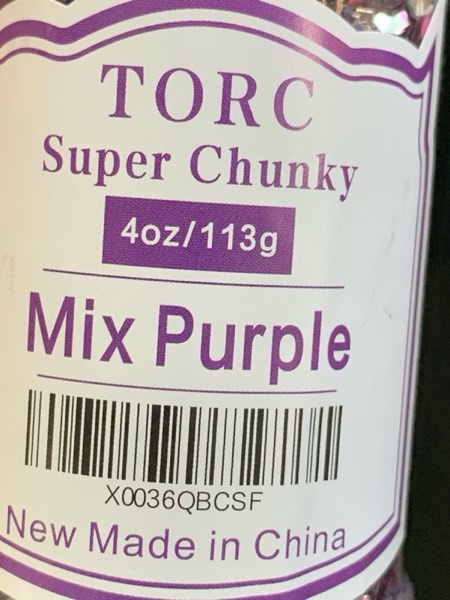 TORC
Super Chunky
4oz/113g
Mix Purple
X0036QBCSF
New Made in China